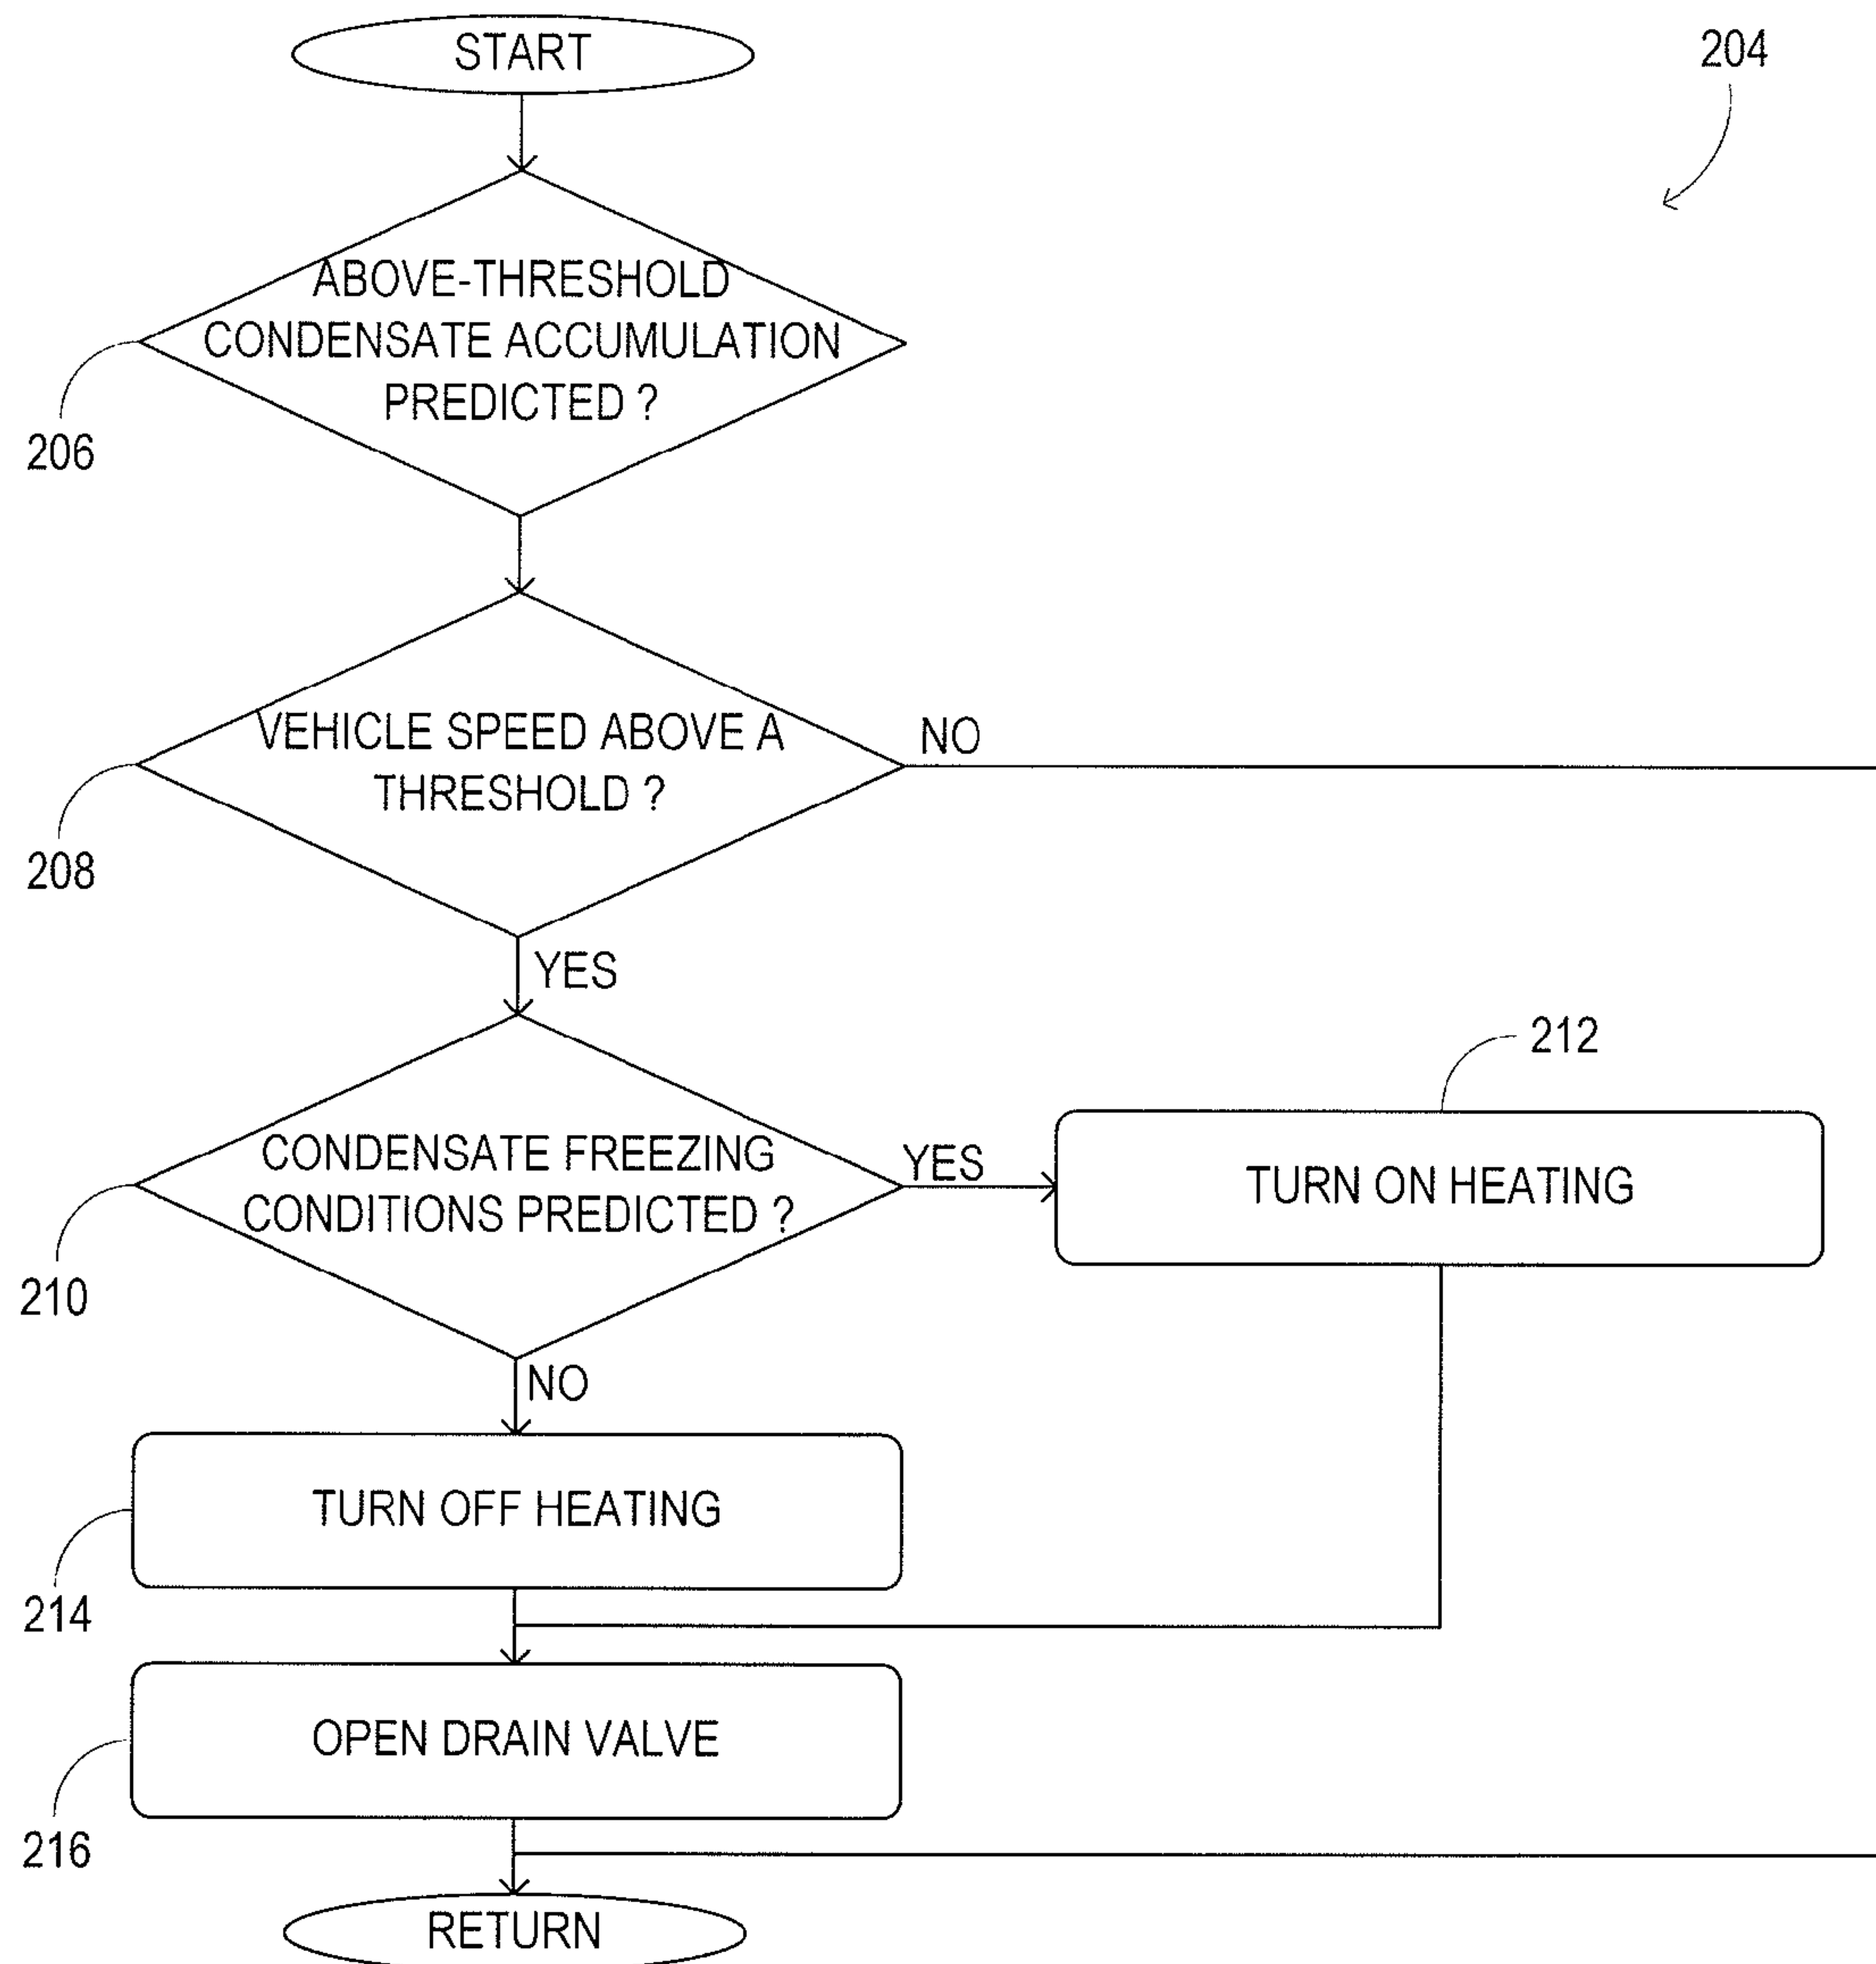 START
204
ABOVE-THRESHOLD
CONDENSATE ACCUMULATION
PREDICTED ?
206
VEHICLE SPEED ABOVE A
THRESHOLD ?
NO
208
YES
212
CONDENSATE FREEZING
CONDITIONS PREDICTED ?
YES
TURN ON HEATING
210
NO
TURN OFF HEATING
214
OPEN DRAIN VALVE
216
RETURN